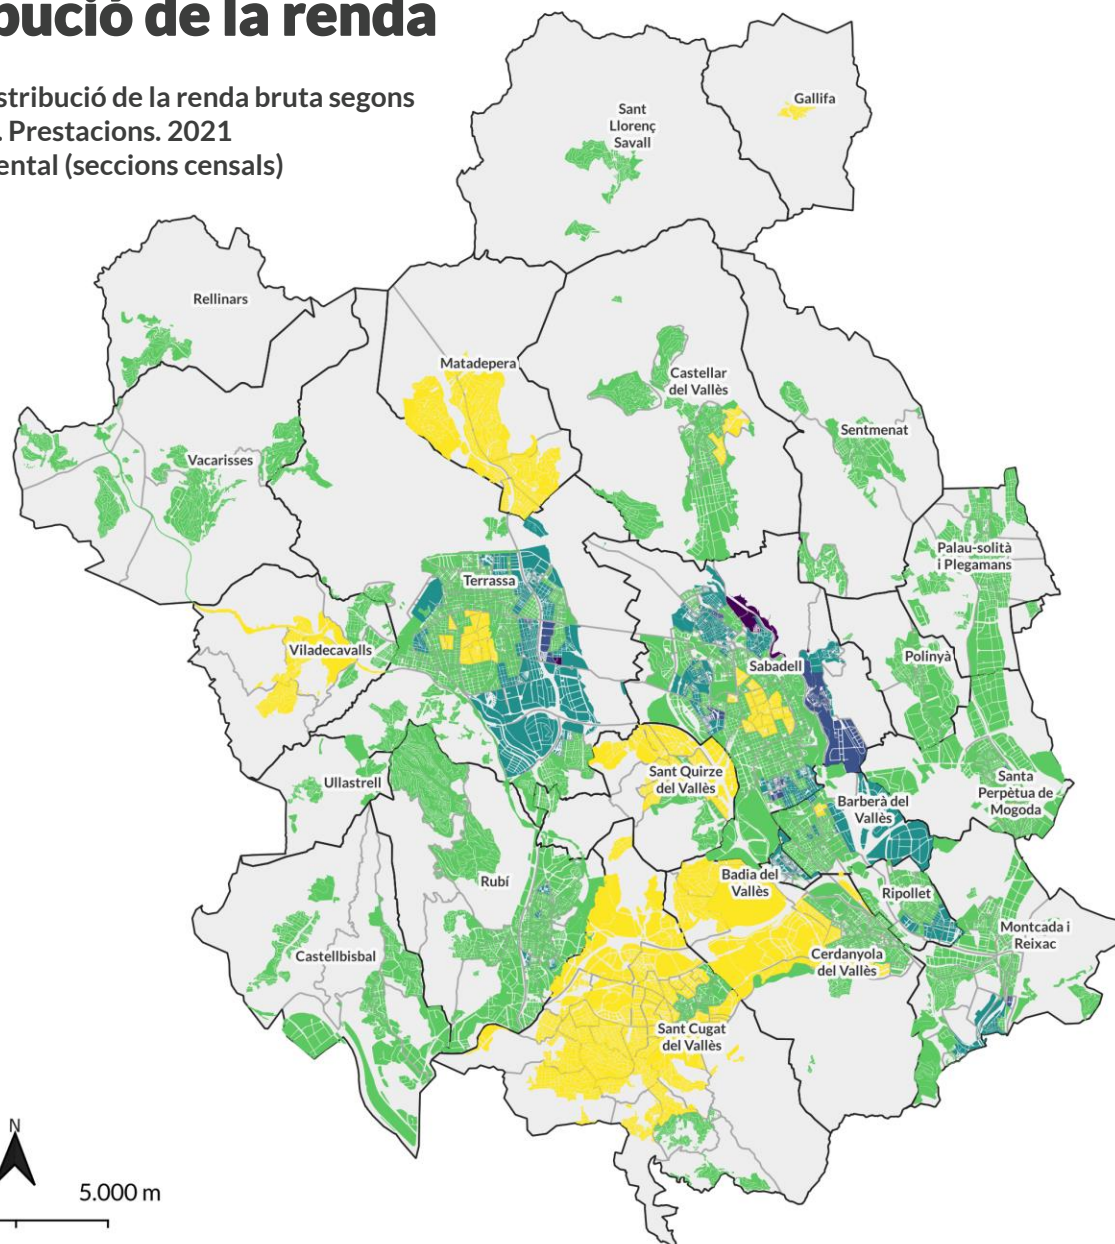 bució de la renda
stribució de la renda bruta segons
. Prestacions. 2021
ental (seccions censals)
Gallifa
Sant
Llorenç
Savall
Rellinars
Matadepera
Castellar
del Vallès
Sentmenat
Vacarisses
Palau-solità
i Plegamans
Terrassa
Viladecavalls
Polinyà
Sabadell
Sant Quirze
del Vallès
Ullastrell
Santa
Perpètua de
Mogoda
Barberà del
Vallès
Rubí
Badia del
Vallès
Ripollet
Montcada i
Reixac
Castellbisbal
Cerdanyola
del Vallès
Sant Cugat
del Vallès
N
5.000 m